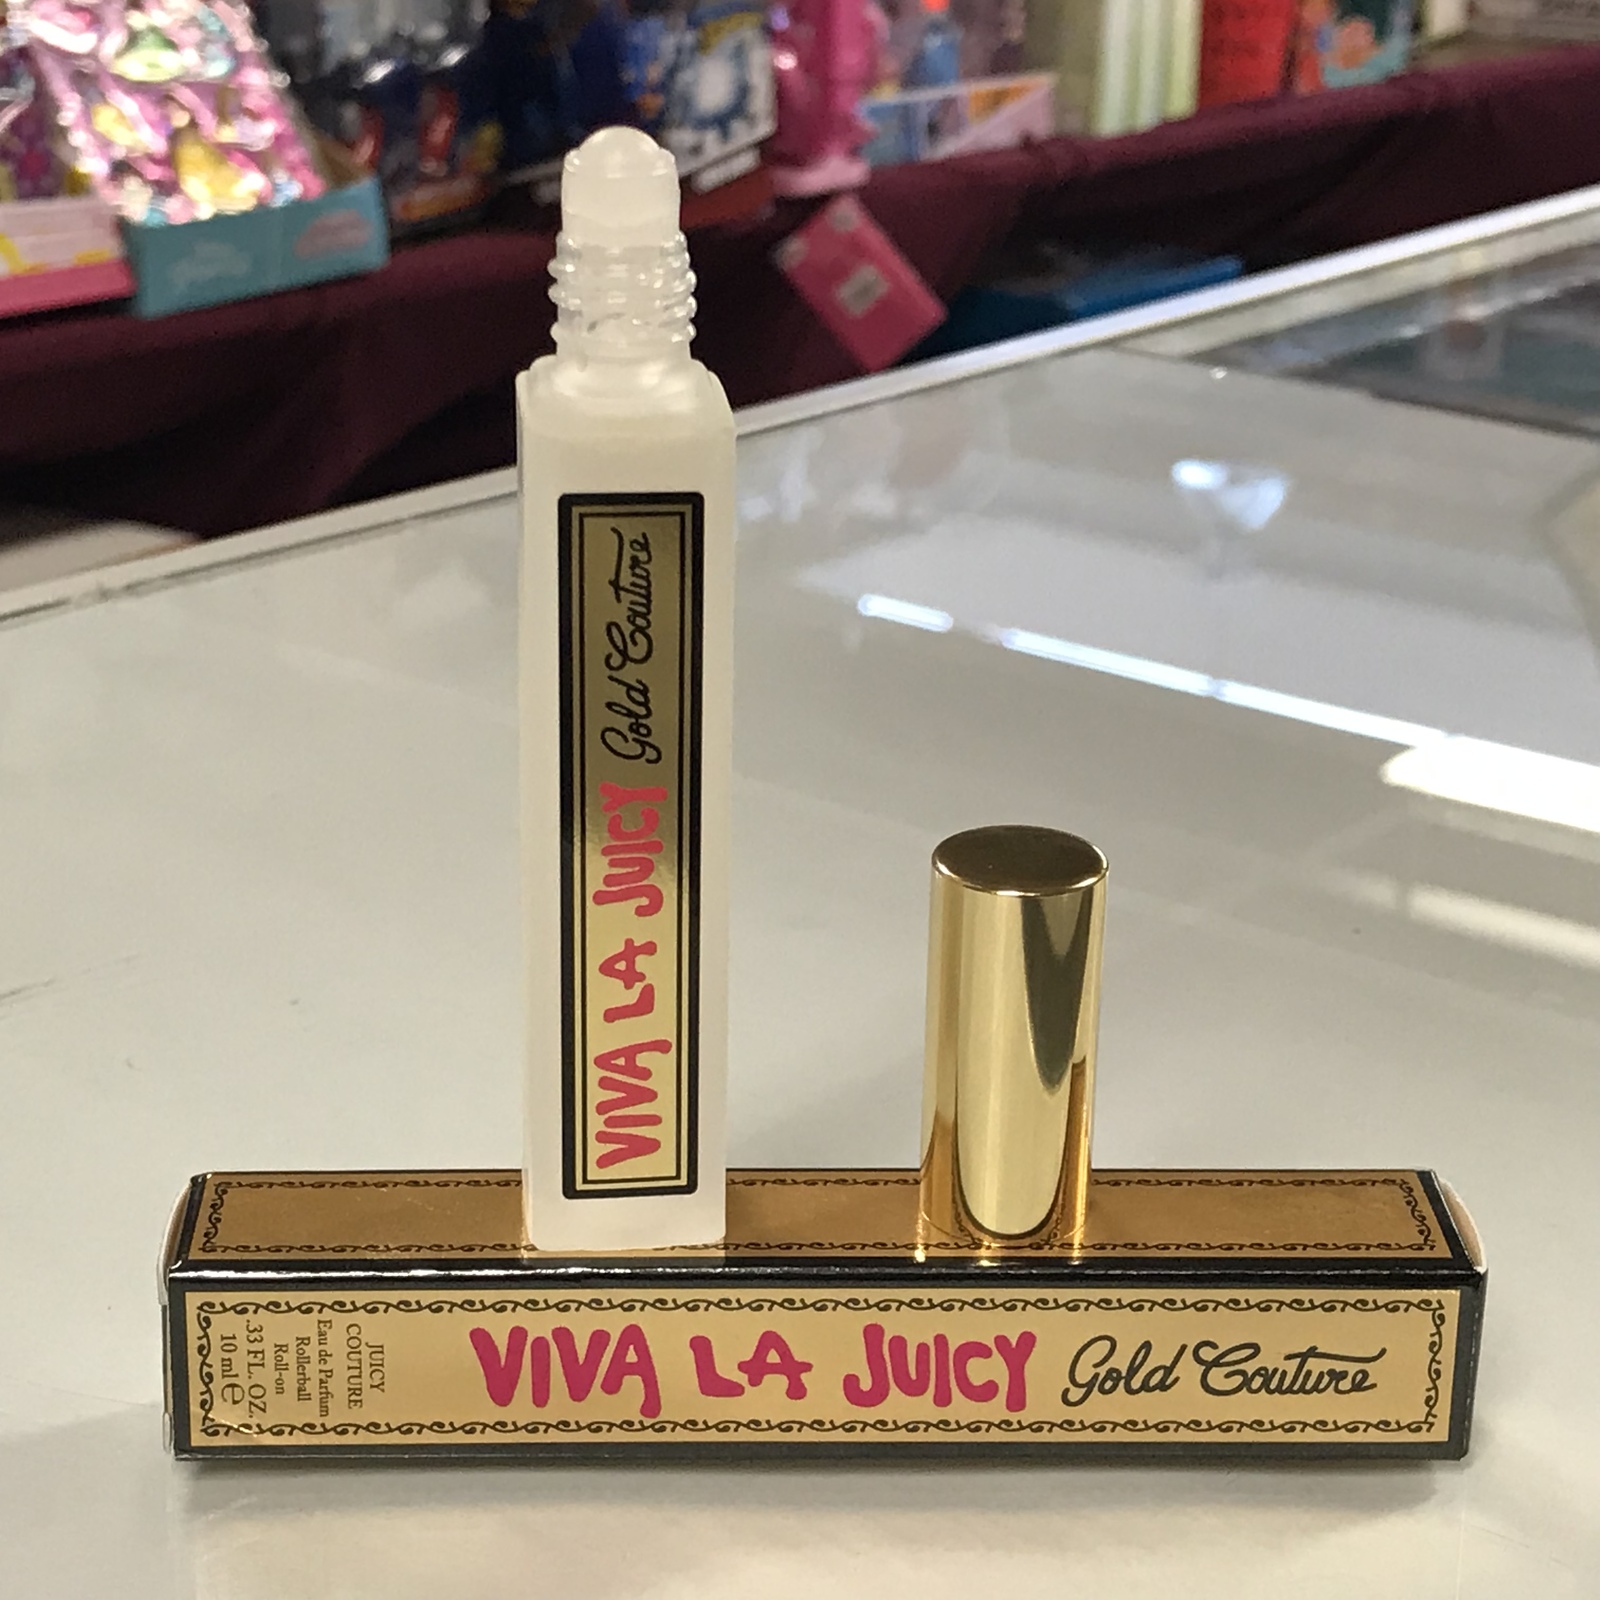 VIVA LA JUICY Gold Couture
VIVA LA JUICY Gold Couture
JUICY
COUTURE
Eau de Parfum
Rollerball
Roll-on
.33 FL. OZ.
10 ml ℮